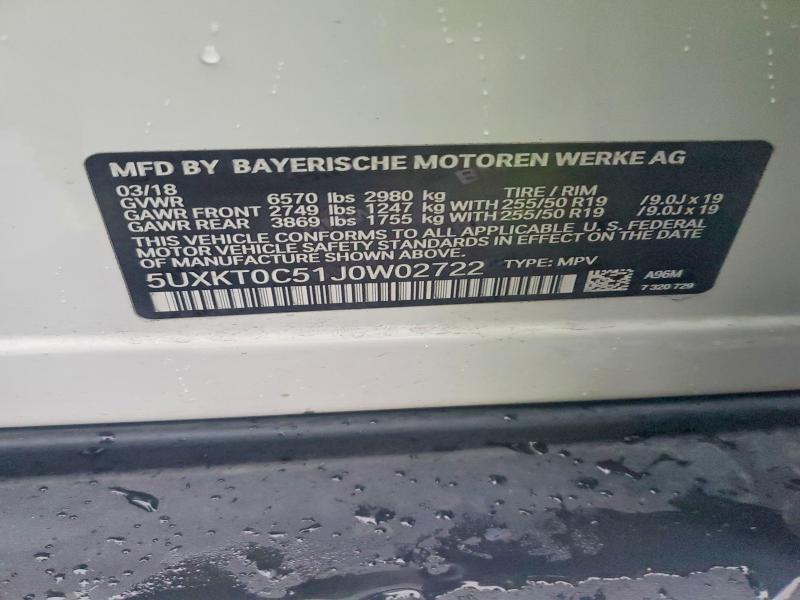 MFD BY BAYERISCHE MOTOREN WERKE AG
03/18 TIRE / RIM
GVWR 6570 lbs 2980 kg
GAWR FRONT 2749 lbs 1247 kg WITH 255/50 R19 /9.0J x 19
GAWR REAR 3869 lbs 1755 kg WITH 255/50 R19 /9.0J x 19
THIS VEHICLE CONFORMS TO ALL APPLICABLE U.S. FEDERAL
MOTOR VEHICLE SAFETY STANDARDS IN EFFECT ON THE DATE
OF MANUFACTURE SHOWN ABOVE.
5UXKT0C51J0W02722 TYPE: MPV
A96M
7 320 729